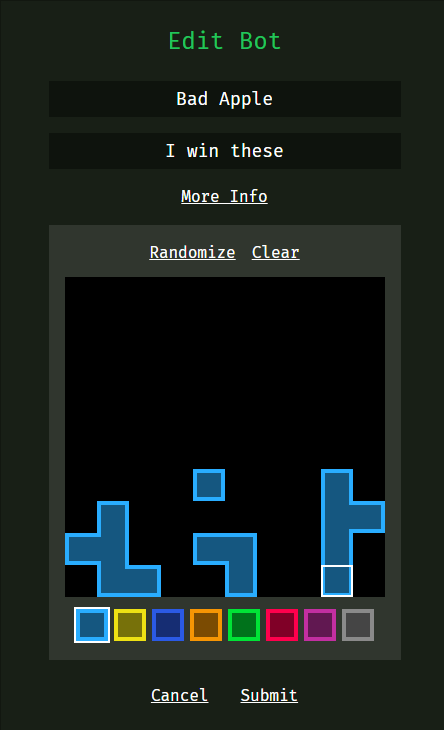 Edit Bot
Bad Apple
I win these
More Info
Randomize Clear
Cancel Submit